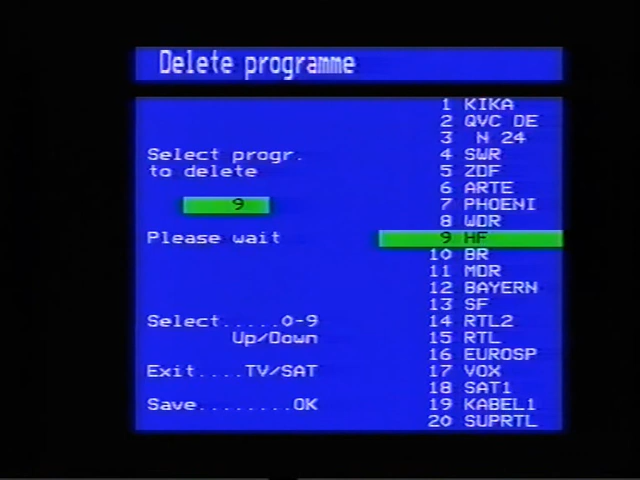 Delete programme
Select progr.
to delete
9
Please wait
Select.....0-9
Up/Down
Exit....TV/SAT
Save........OK
1 KIKA
2 QVC DE
3 N 24
4 SWR
5 ZDF
6 ARTE
7 PHOENI
8 WDR
9 HF
10 BR
11 MDR
12 BAYERN
13 SF
14 RTL2
15 RTL
16 EUROSP
17 VOX
18 SAT1
19 KABEL1
20 SUPRTL